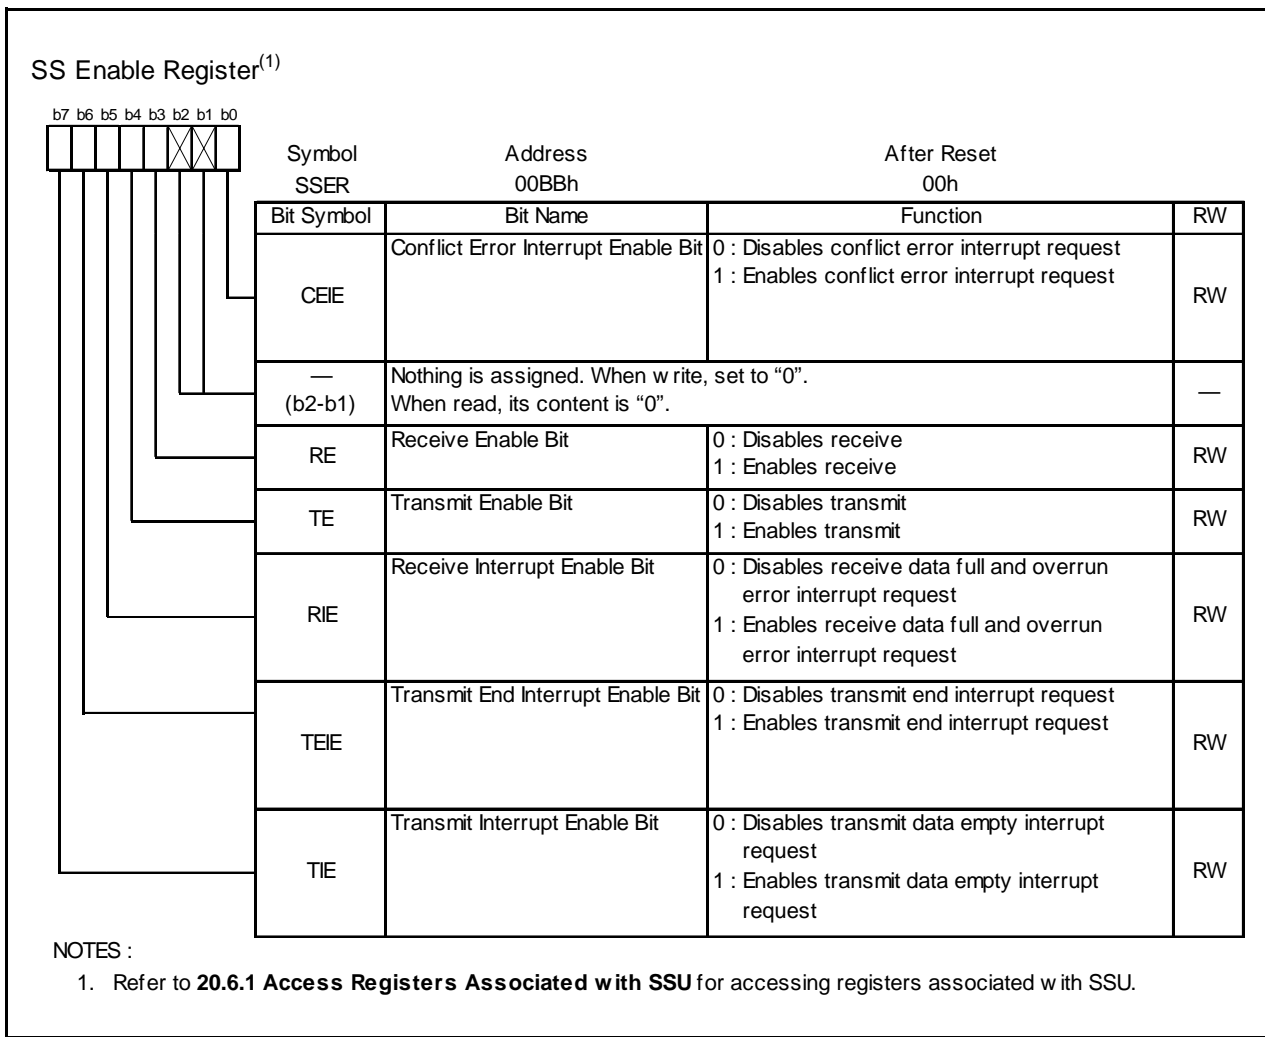 SS Enable Register(1)
b7 b6 b5 b4 b3 b2 b1 b0
Symbol Address After Reset
SSER 00BBh 00h
Bit Symbol Bit Name Function RW
CEIE Conflict Error Interrupt Enable Bit 0 : Disables conflict error interrupt request
1 : Enables conflict error interrupt request RW
— (b2-b1) Nothing is assigned. When write, set to “0”.
When read, its content is “0”. —
RE Receive Enable Bit 0 : Disables receive
1 : Enables receive RW
TE Transmit Enable Bit 0 : Disables transmit
1 : Enables transmit RW
RIE Receive Interrupt Enable Bit 0 : Disables receive data full and overrun
error interrupt request
1 : Enables receive data full and overrun
error interrupt request RW
TEIE Transmit End Interrupt Enable Bit 0 : Disables transmit end interrupt request
1 : Enables transmit end interrupt request RW
TIE Transmit Interrupt Enable Bit 0 : Disables transmit data empty interrupt
request
1 : Enables transmit data empty interrupt
request RW
NOTES :
1. Refer to 20.6.1 Access Registers Associated with SSU for accessing registers associated with SSU.